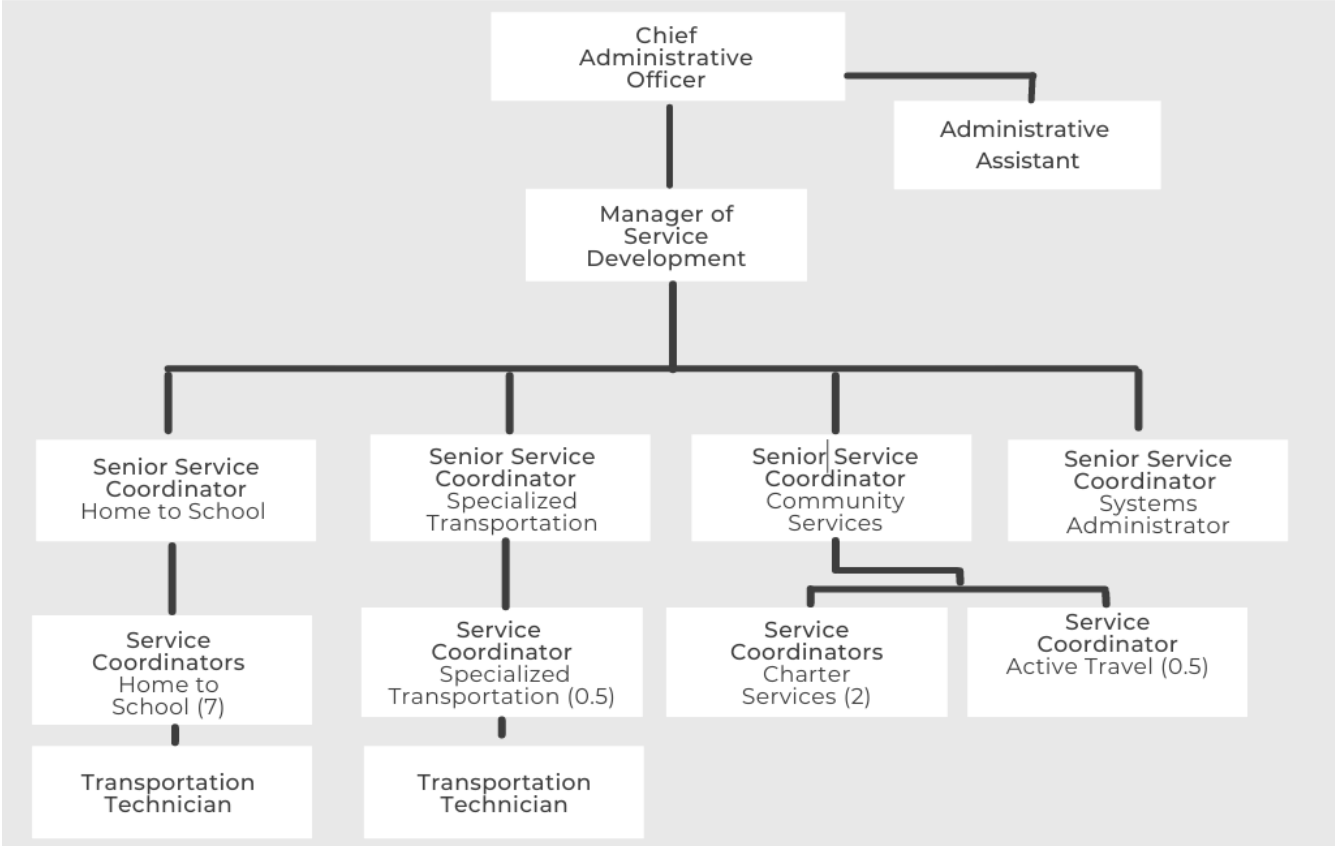 Chief
Administrative
Officer
Administrative
Assistant
Manager of
Service
Development
Senior Service
Coordinator
Home to School
Senior Service
Coordinator
Specialized
Transportation
Senior Service
Coordinator
Community
Services
Senior Service
Coordinator
Systems
Administrator
Service
Coordinators
Home to
School (7)
Service
Coordinator
Specialized
Transportation (0.5)
Service
Coordinators
Charter
Services (2)
Service
Coordinator
Active Travel (0.5)
Transportation
Technician
Transportation
Technician